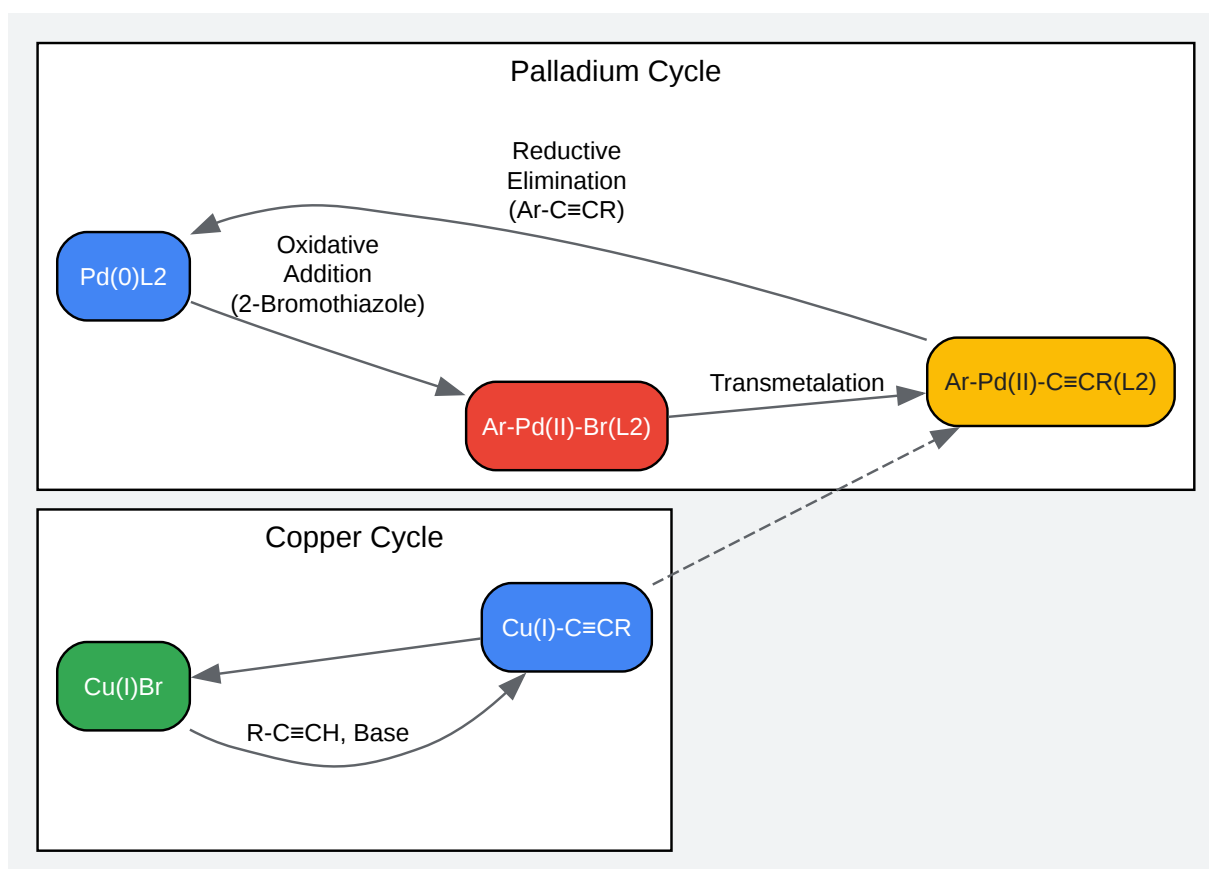 Palladium Cycle
Reductive
Elimination
(Ar-C≡CR)
Oxidative
Addition
(2-Bromothiazole)
Pd(0)L2
Transmetalation
Ar-Pd(II)-C≡CR(L2)
Ar-Pd(II)-Br(L2)
Copper Cycle
Cu(I)-C≡CR
Cu(I)Br
R-C≡CH, Base